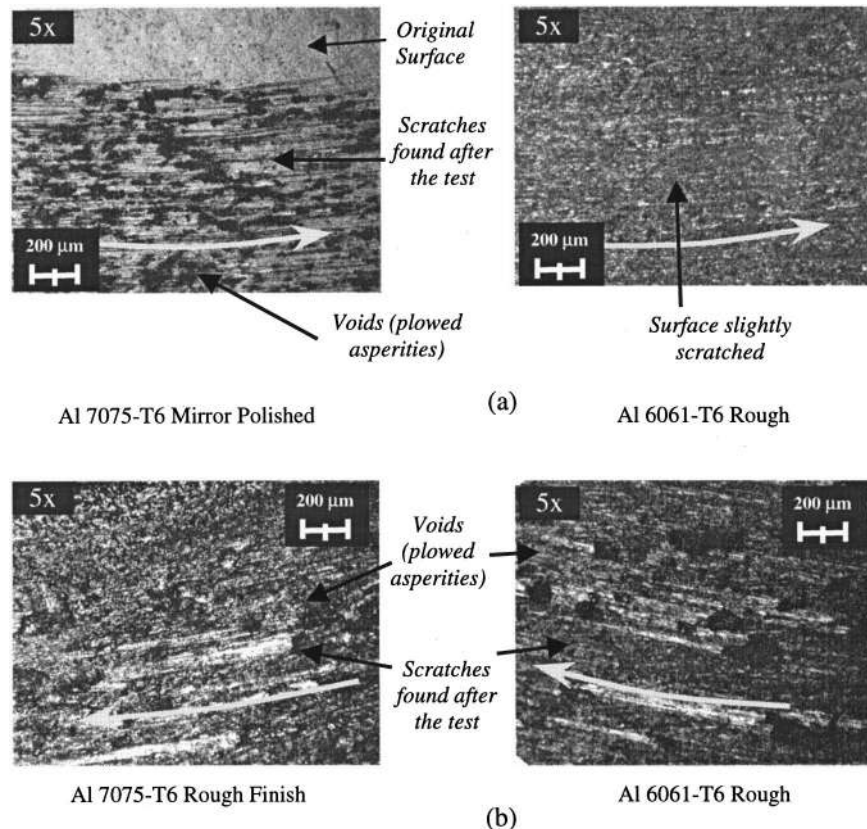 5x
Original
Surface
5x
Scratches
found after
the test
200 μm
200 μm
Voids (plowed
asperities)
Surface slightly
scratched
(a)
Al 7075-T6 Mirror Polished
Al 6061-T6 Rough
5x
200 μm
5x
200 μm
Voids
(plowed
asperities)
Scratches
found after
the test
Al 7075-T6 Rough Finish
Al 6061-T6 Rough
(b)